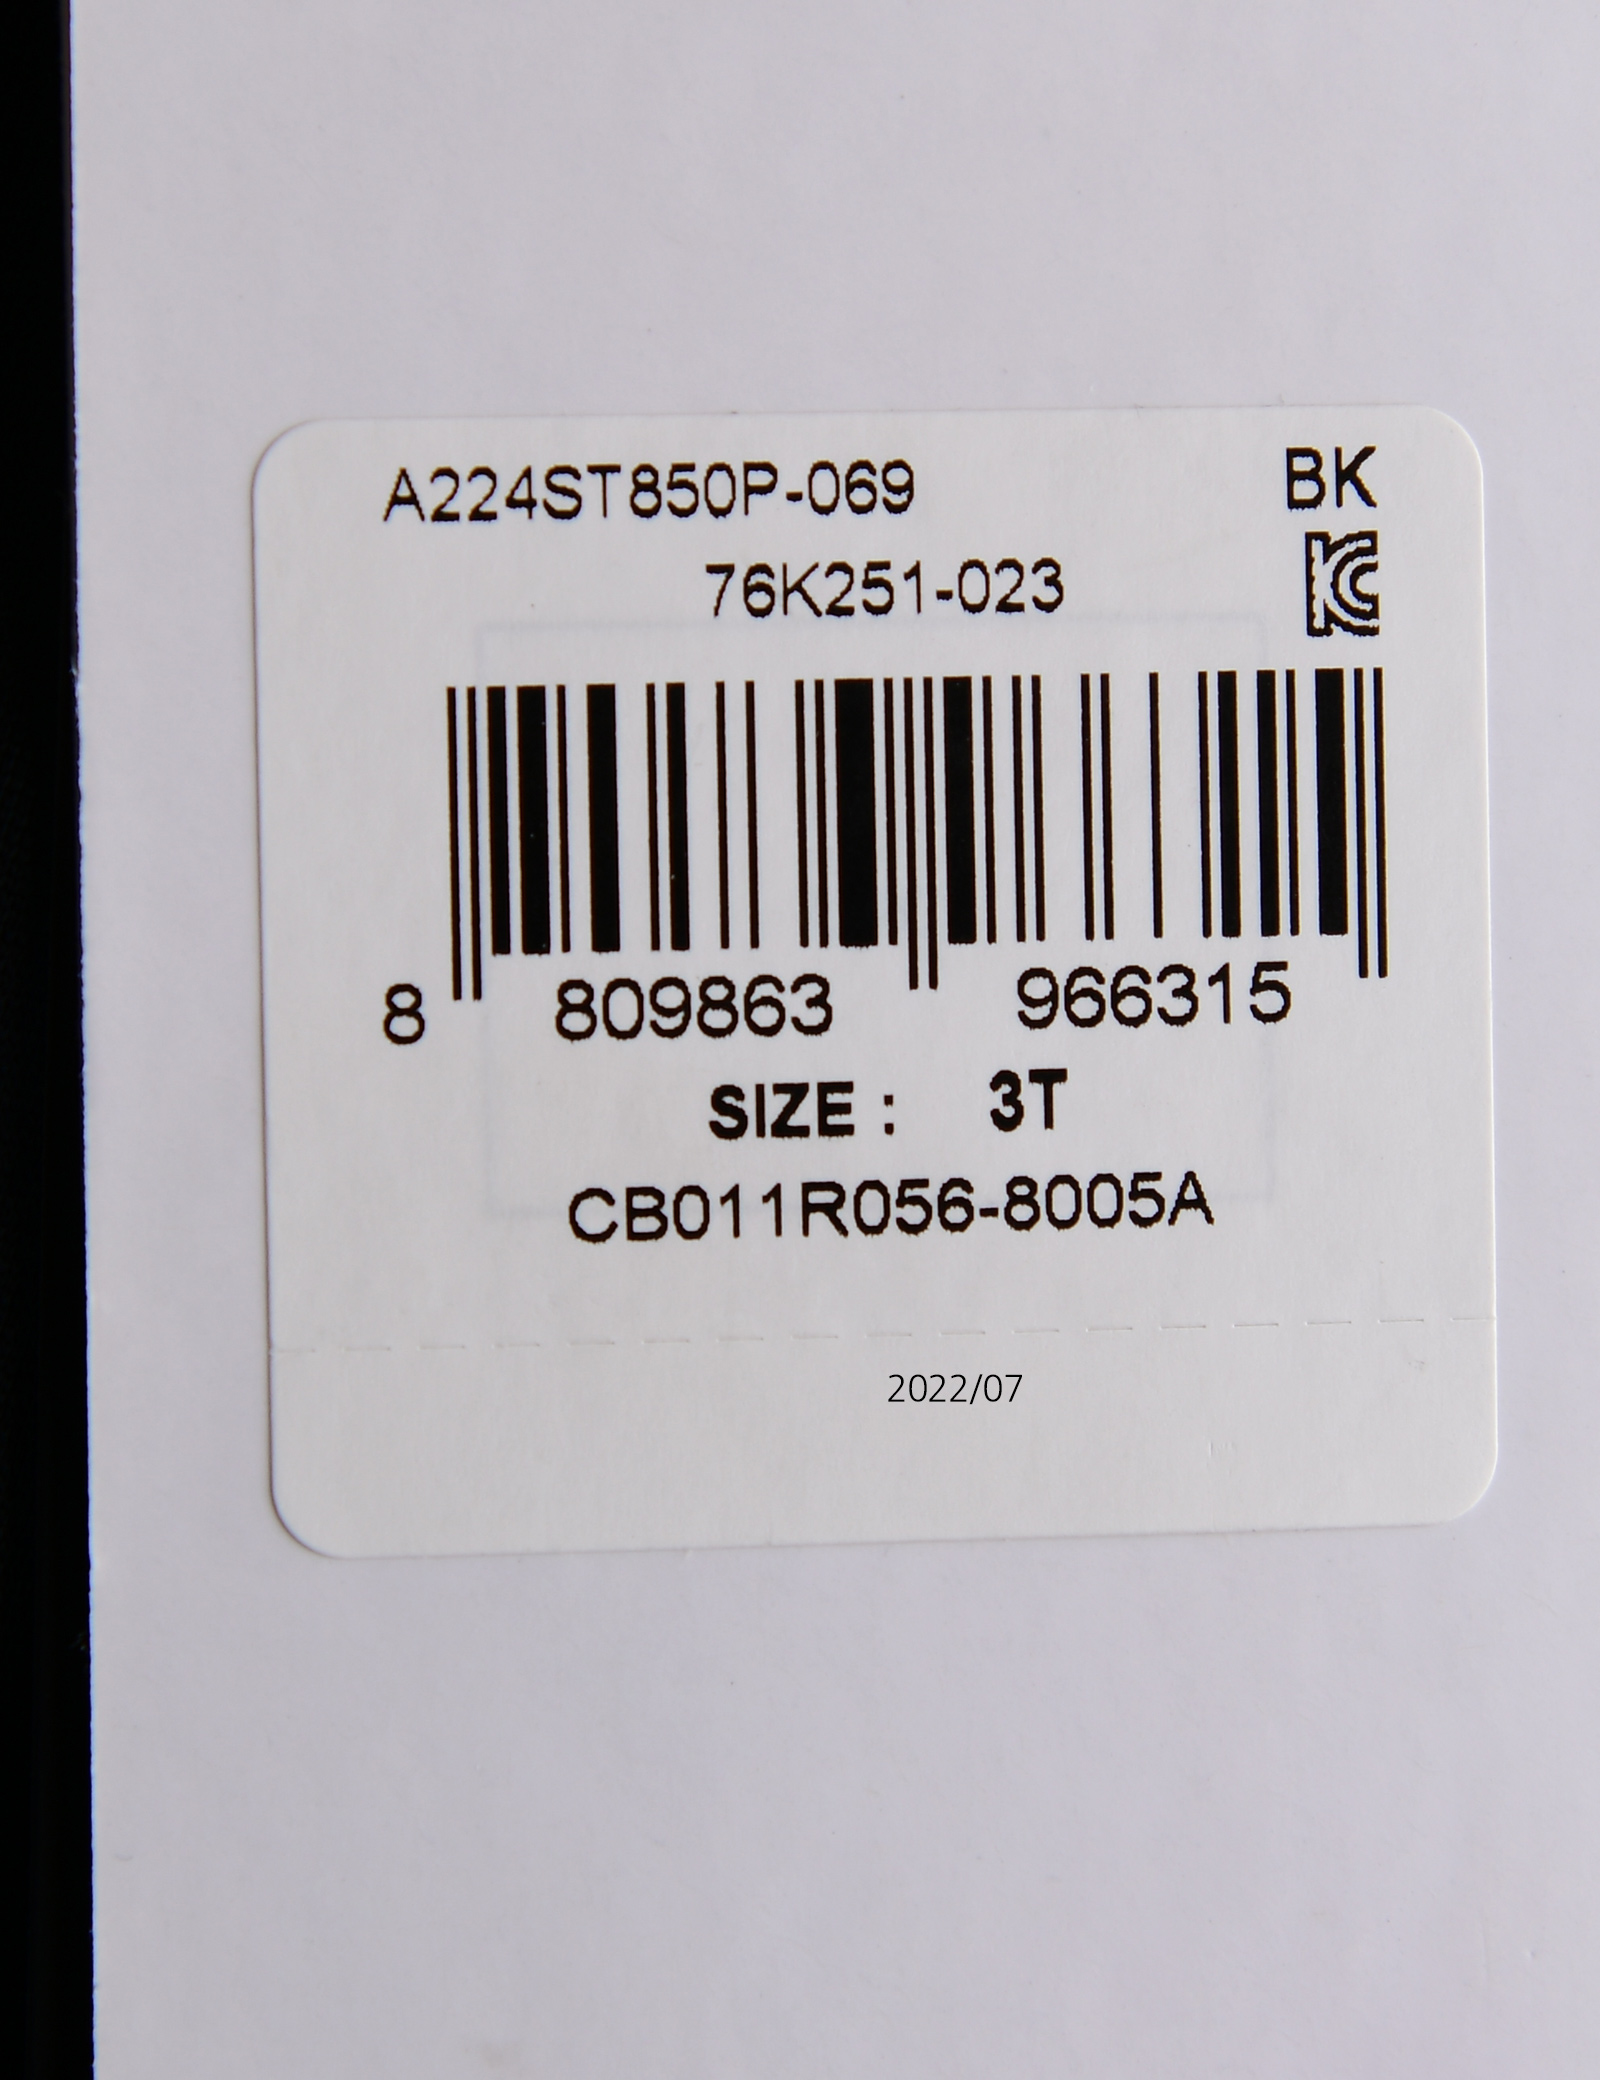 A224ST850P-069 BK
76K251-023
8 809863 966315
SIZE : 3T
CB011R056-8005A
2022/07